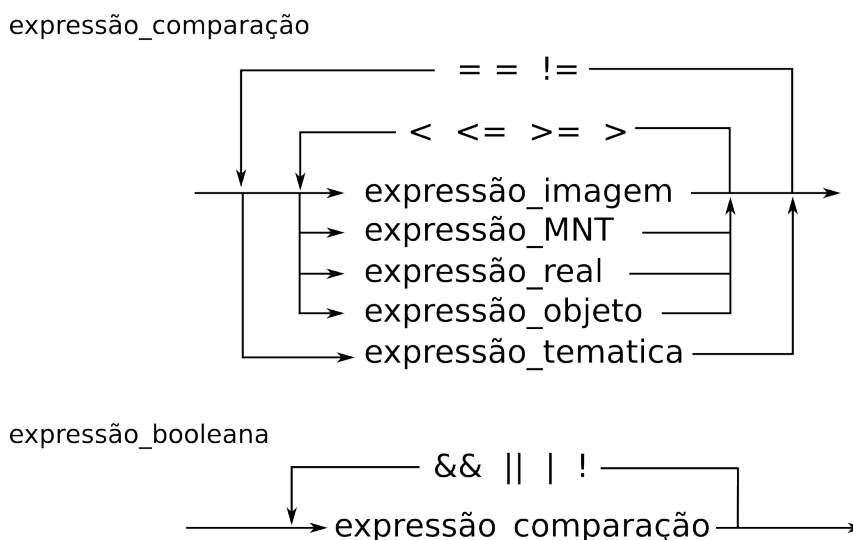 expressão_comparação
= = !=
< <= >= >
expressão_imagem
expressão_MNT
expressão_real
expressão_objeto
expressão_tematica
expressão_booleana
&& || | !
expressão_comparação